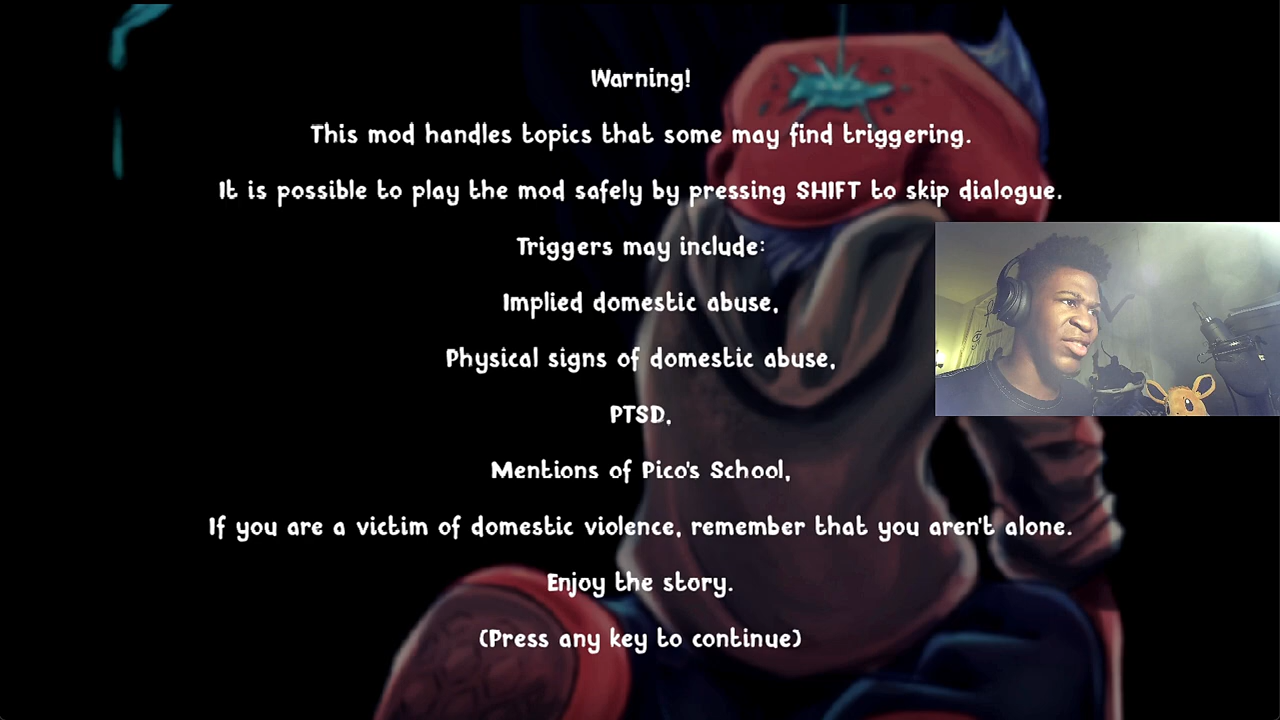 Warning!
This mod handles topics that some may find triggering.
It is possible to play the mod safely by pressing SHIFT to skip dialogue.
Triggers may include:
Implied domestic abuse,
Physical signs of domestic abuse,
PTSD,
Mentions of Pico's School,
If you are a victim of domestic violence, remember that you aren't alone.
Enjoy the story.
(Press any key to continue)